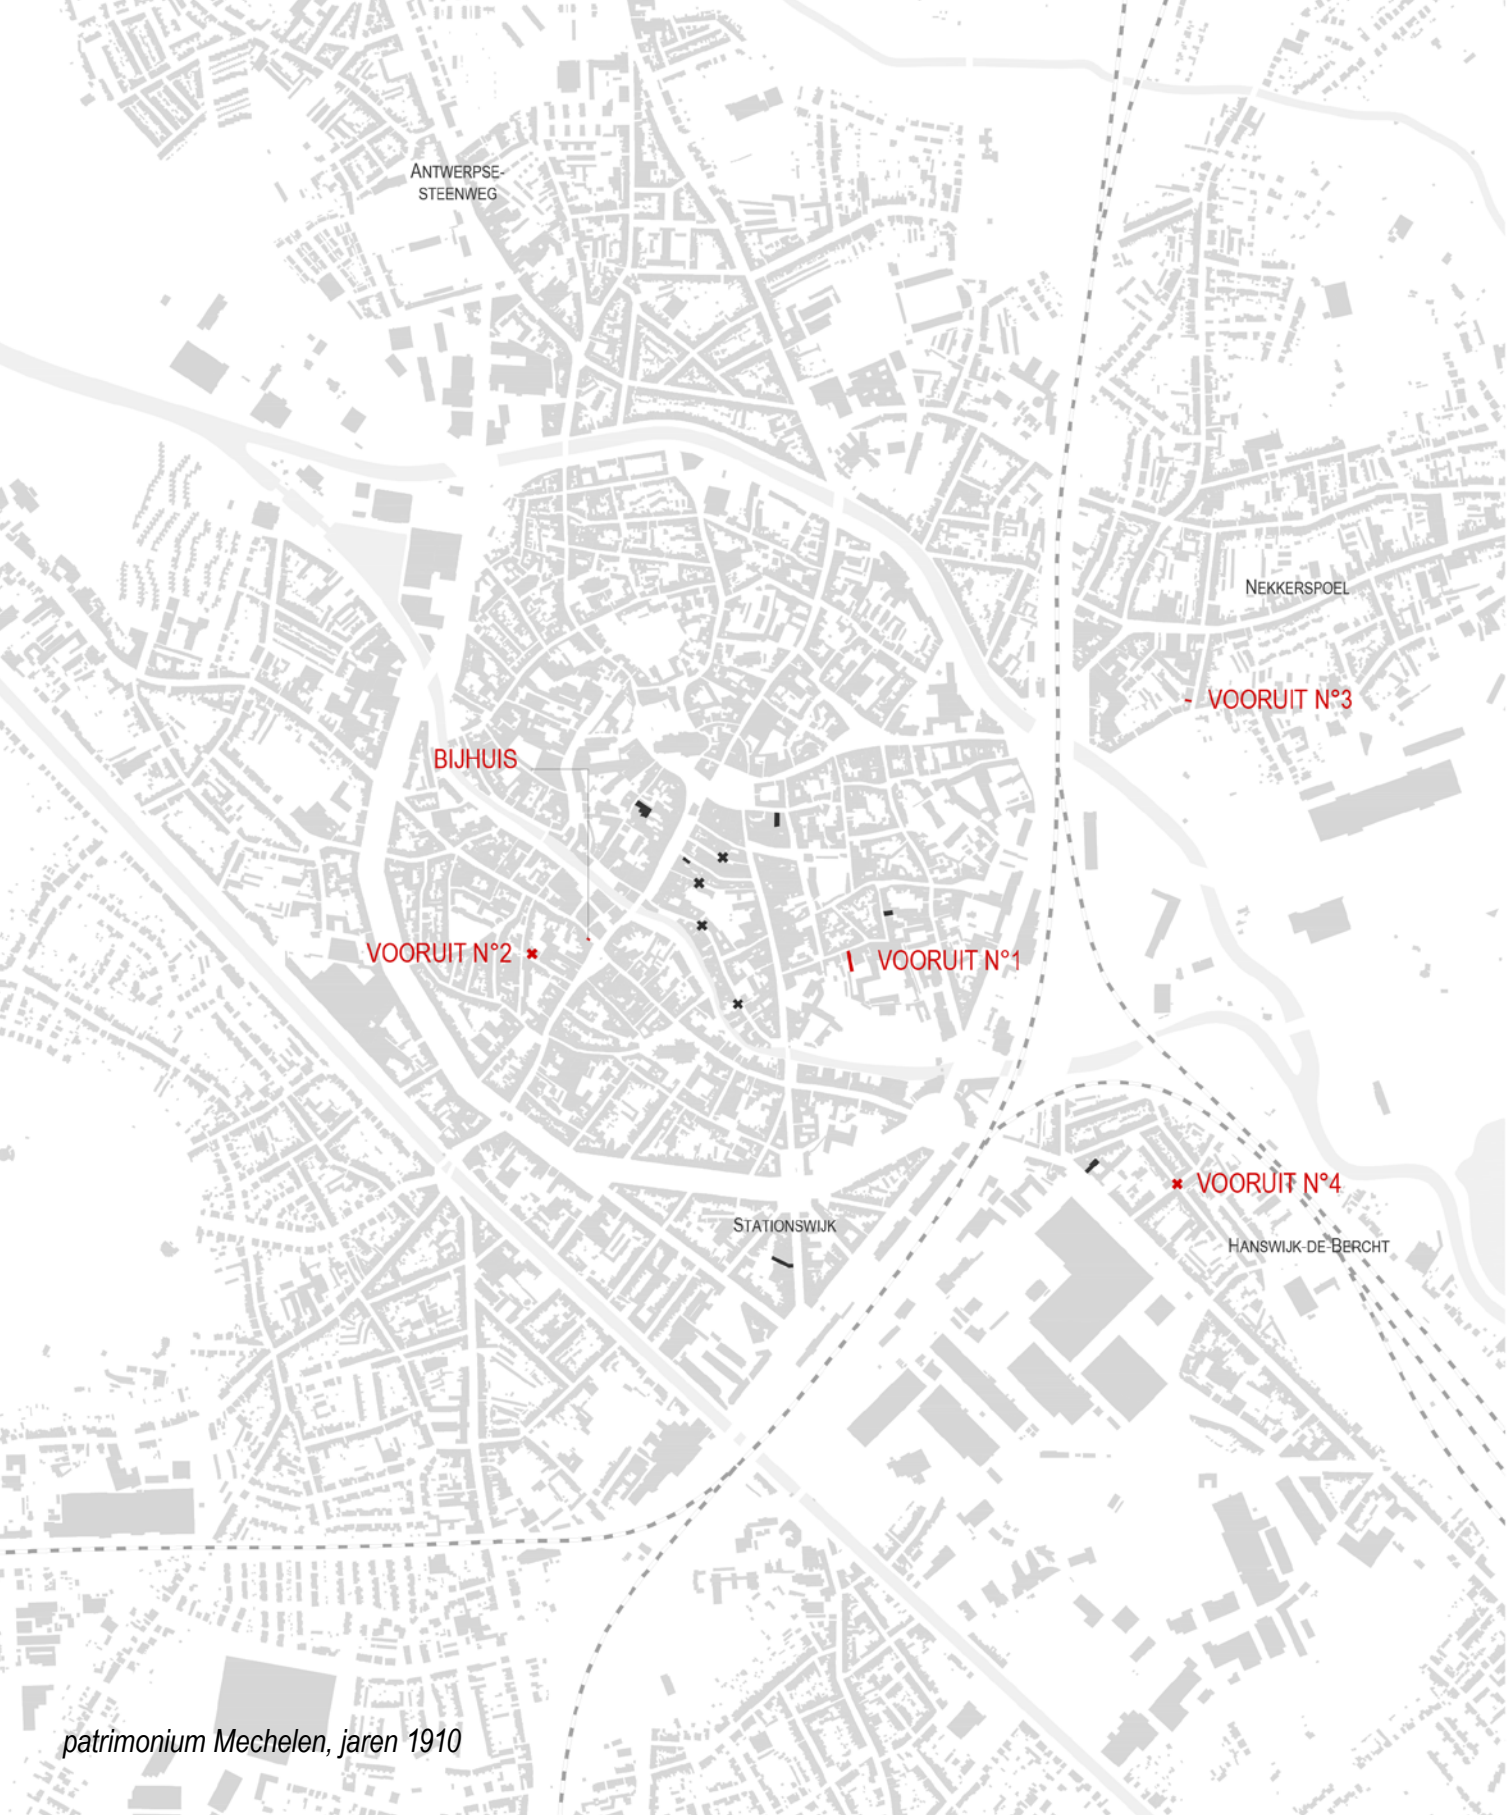 ANTWERPSE-
STEENWEG
NEKKERSPOEL
VOORUIT N°3
BIJHUIS
VOORUIT N°2
VOORUIT N°1
VOORUIT N°4
STATIONSWIJK
HANSWIJK-DE-BERCHT
patrimonium Mechelen, jaren 1910